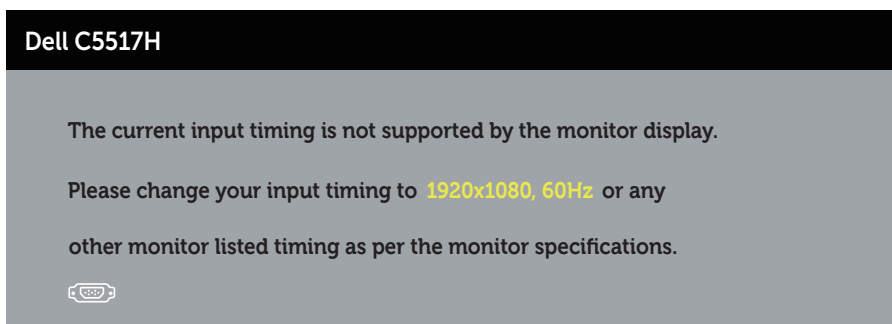 Dell C5517H
The current input timing is not supported by the monitor display.
Please change your input timing to 1920x1080, 60Hz or any
other monitor listed timing as per the monitor specifications.